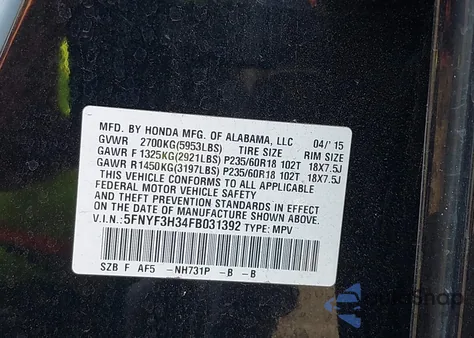 MFD. BY HONDA MFG. OF ALABAMA, LLC 04/'15
GVWR 2700KG(5953LBS) TIRE SIZE RIM SIZE
GAWR F 1325KG(2921LBS) P235/60R18 102T 18X7.5J
GAWR R1450KG(3197LBS) P235/60R18 102T 18X7.5J
THIS VEHICLE CONFORMS TO ALL APPLICABLE
FEDERAL MOTOR VEHICLE SAFETY
AND THEFT PREVENTION STANDARDS IN EFFECT
ON THE DATE OF MANUFACTURE SHOWN ABOVE.
V.I.N.: 5FNYF3H34FB031392 TYPE: MPV
SZB F AF5 -NH731P -B -B